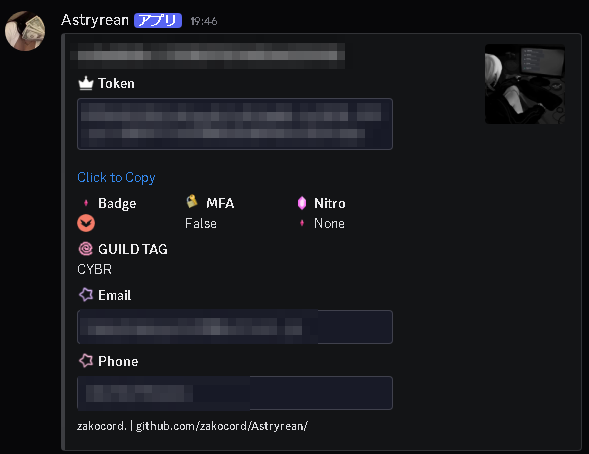 Astryrean アプリ 19:46
Token
Click to Copy
Badge MFA Nitro
False None
GUILD TAG
CYBR
Email
Phone
zakocord. | github.com/zakocord/Astryrean/